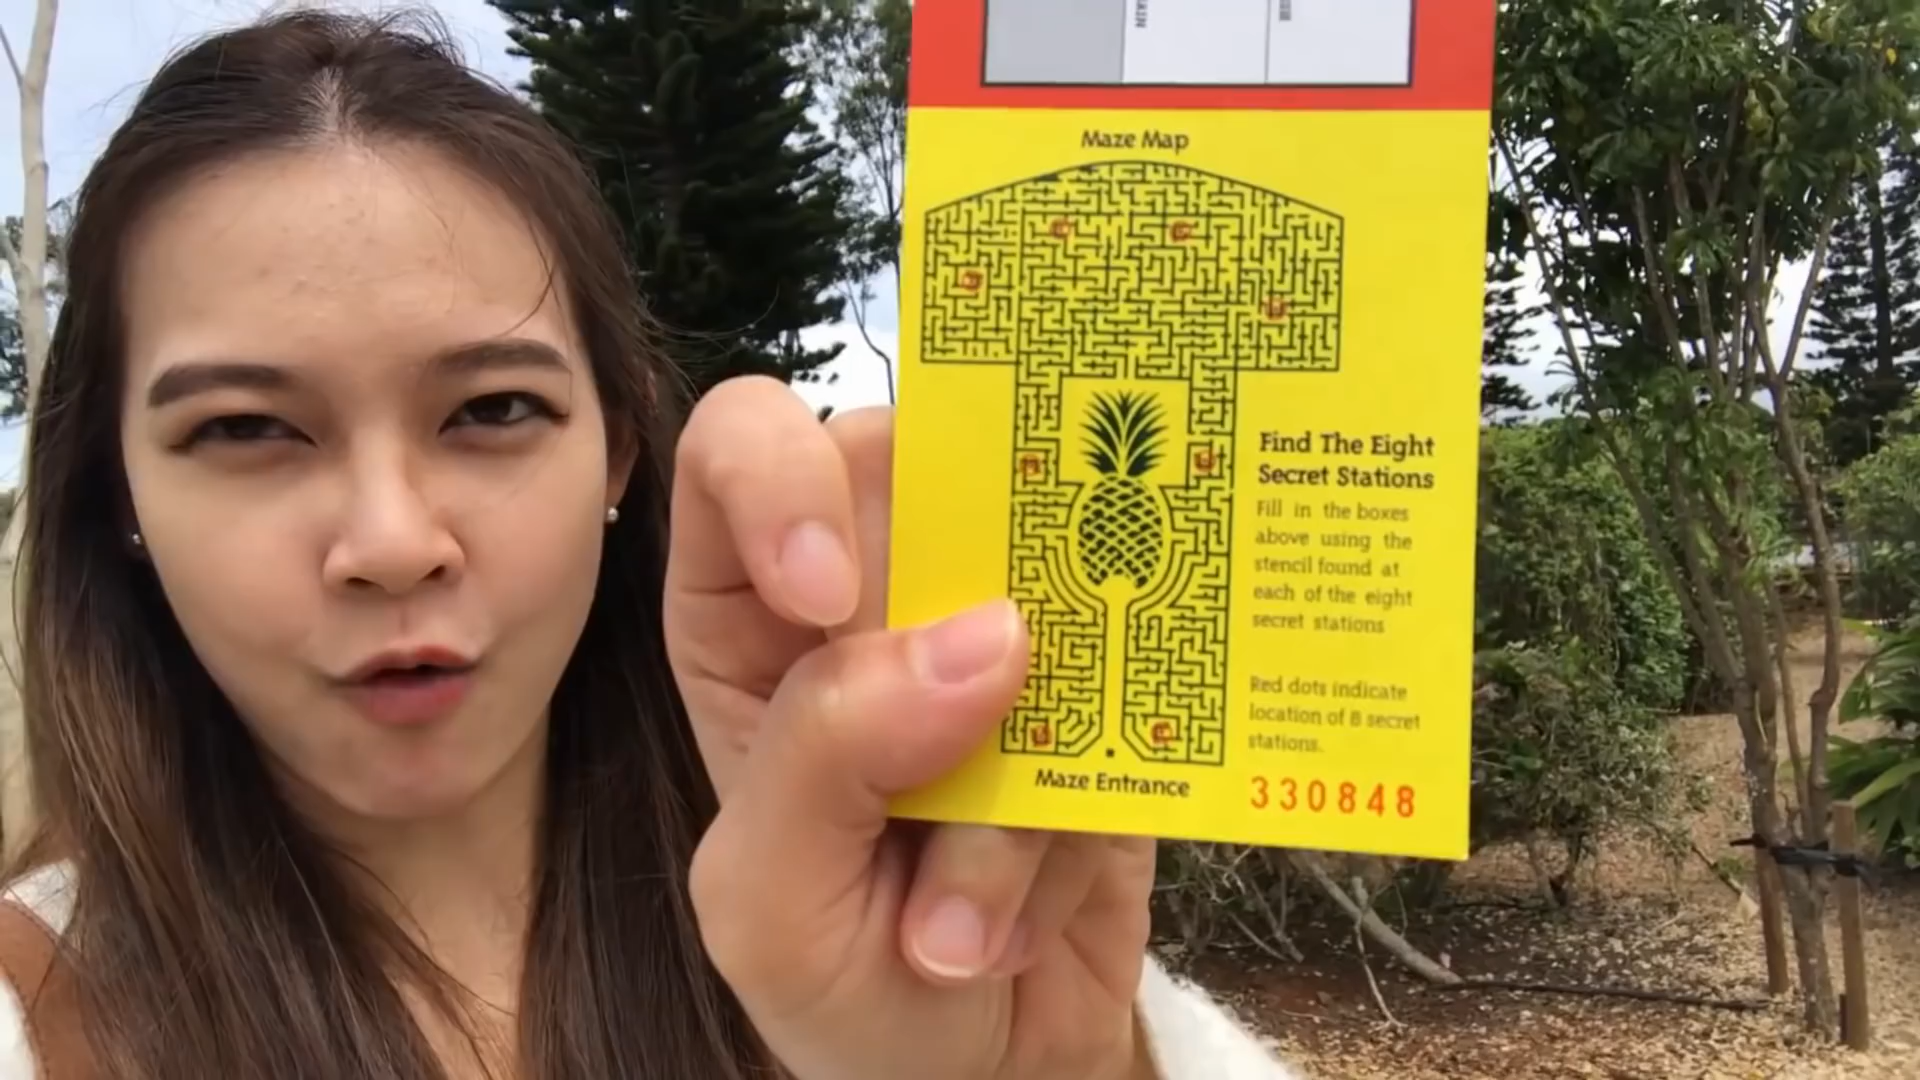 Maze Map
Find The Eight
Secret Stations
Fill in the boxes
above using the
stencil found at
each of the eight
secret stations
Red dots indicate
location of 8 secret
stations.
Maze Entrance
330848